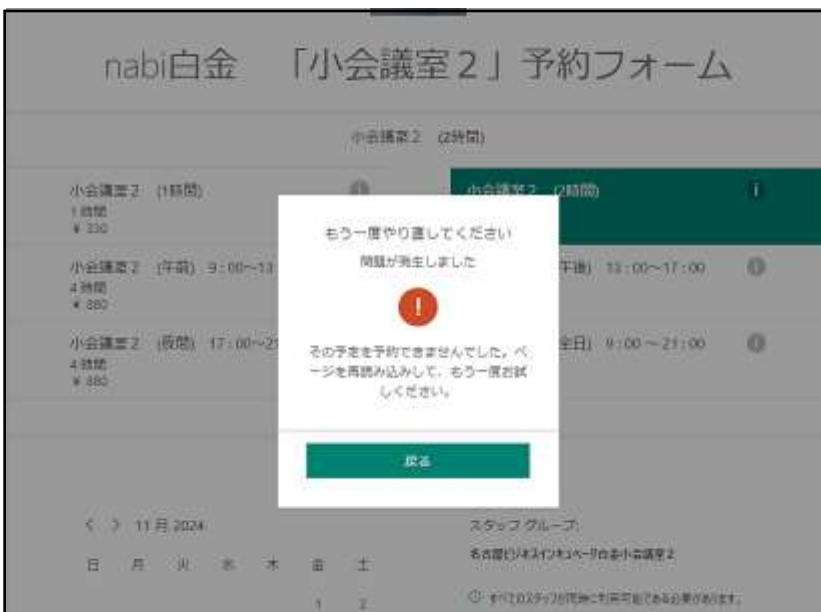 nabi白金 「小会議室2」予約フォーム
小会議室2 (2時間)
小会議室2 (1時間)
1 時間
¥ 330
小会議室2 (2時間)
小会議室2 (午前) 9:00~13
4 時間
¥ 880
午後) 13:00~17:00
小会議室2 (夜間) 17:00~21
4 時間
¥ 880
全日) 9:00~21:00
もう一度やり直してください
問題が発生しました
その予定を予約できませんでした。ペ
ージを再読み込みして、もう一度お試
しください。
戻る
11月 2024
日 月 火 水 木 金 土
1 2
スタッフ グループ:
名古屋ビジネスインキュベータ白金小会議室2
すべてのスタッフが同時に利用可能である必要があります。